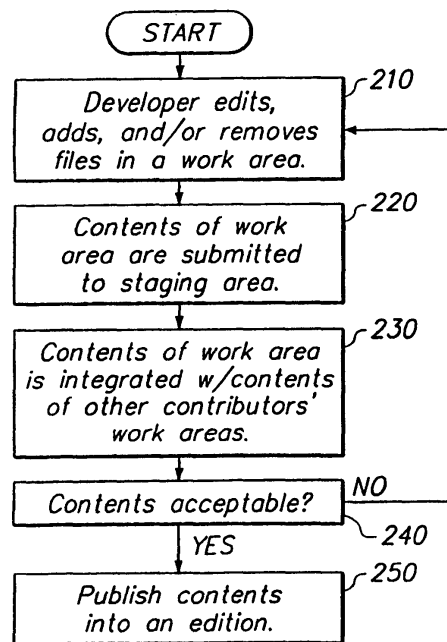 START
210
Developer edits,
adds, and/or removes
files in a work area.
220
Contents of work
area are submitted
to staging area.
230
Contents of work area
is integrated w/contents
of other contributors'
work areas.
Contents acceptable?
NO
240
YES
250
Publish contents
into an edition.